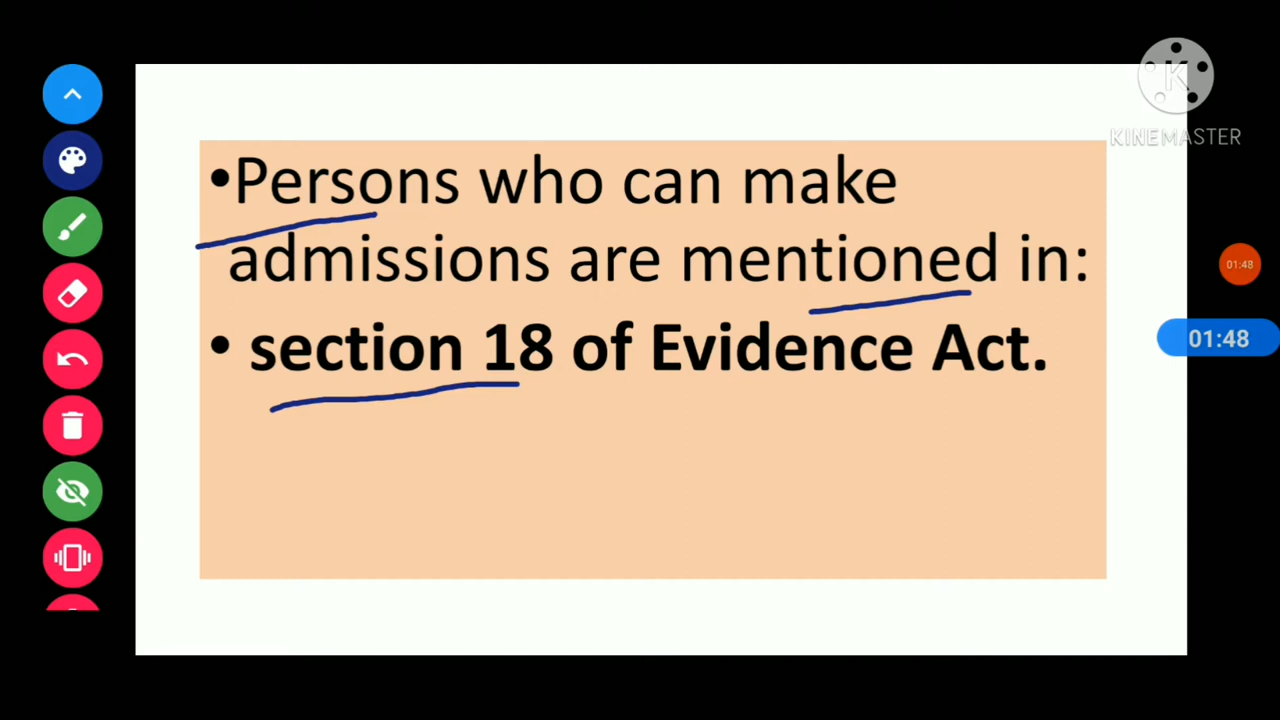 KINEMASTER
•Persons who can make
admissions are mentioned in:
• section 18 of Evidence Act.
01:48
01:48